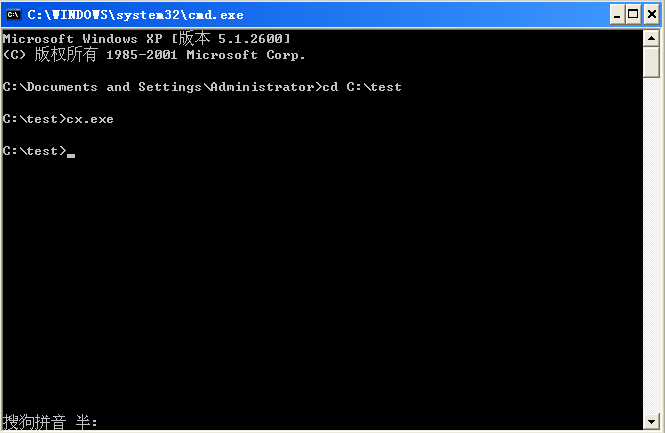 C:\WINDOWS\system32\cmd.exe
Microsoft Windows XP [版本 5.1.2600]
(C) 版权所有 1985-2001 Microsoft Corp.
C:\Documents and Settings\Administrator>cd C:\test
C:\test>cx.exe
C:\test>_
搜狗拼音 半: